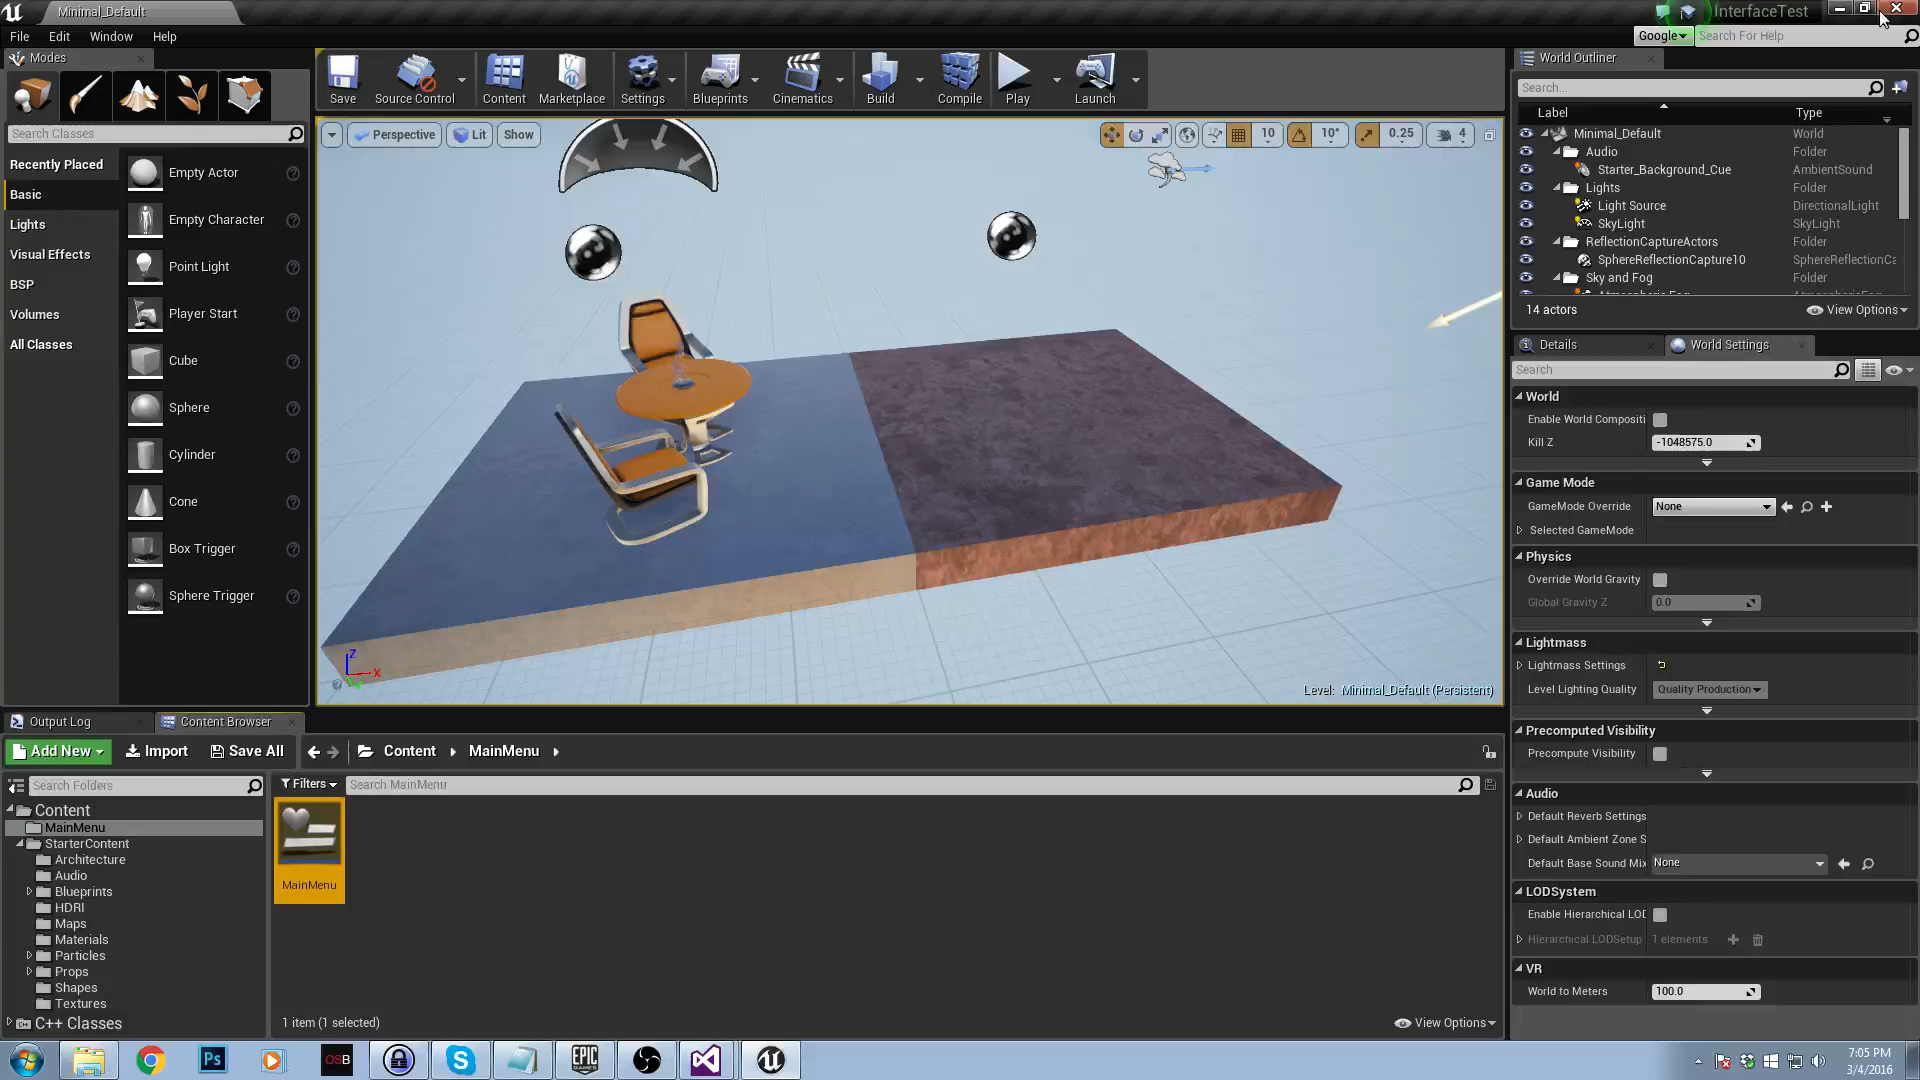 Minimal_Default
InterfaceTest
File Edit Window Help
Google Search For Help
Modes
Save Source Control Content Marketplace Settings Blueprints Cinematics Build Compile Play Launch
Search Classes
Recently Placed
Basic
Lights
Visual Effects
BSP
Volumes
All Classes
Empty Actor
Empty Character
Point Light
Player Start
Cube
Sphere
Cylinder
Cone
Box Trigger
Sphere Trigger
Perspective Lit Show
10 10° 0.25 4
Z
X
Level: Minimal_Default (Persistent)
World Outliner
Search...
Label Type
Minimal_Default World
Audio Folder
Starter_Background_Cue AmbientSound
Lights Folder
Light Source DirectionalLight
SkyLight SkyLight
ReflectionCaptureActors Folder
SphereReflectionCapture10 SphereReflectionCa
Sky and Fog Folder
14 actors View Options
Details World Settings
Search
World
Enable World Compositi
Kill Z -1048575.0
Game Mode
GameMode Override None
Selected GameMode
Physics
Override World Gravity
Global Gravity Z 0.0
Lightmass
Lightmass Settings
Level Lighting Quality Quality Production
Precomputed Visibility
Precompute Visibility
Audio
Default Reverb Settings
Default Ambient Zone S
Default Base Sound Mix None
LODSystem
Enable Hierarchical LOD
Hierarchical LODSetup 1 elements
VR
World to Meters 100.0
Output Log Content Browser
Add New Import Save All Content MainMenu
Search Folders
Filters Search MainMenu
Content
MainMenu
StarterContent
Architecture
Audio
Blueprints
HDRI
Maps
Materials
Particles
Props
Shapes
Textures
C++ Classes
MainMenu
1 item (1 selected) View Options
Ps OSB EPIC GAMES
7:05 PM
3/4/2016